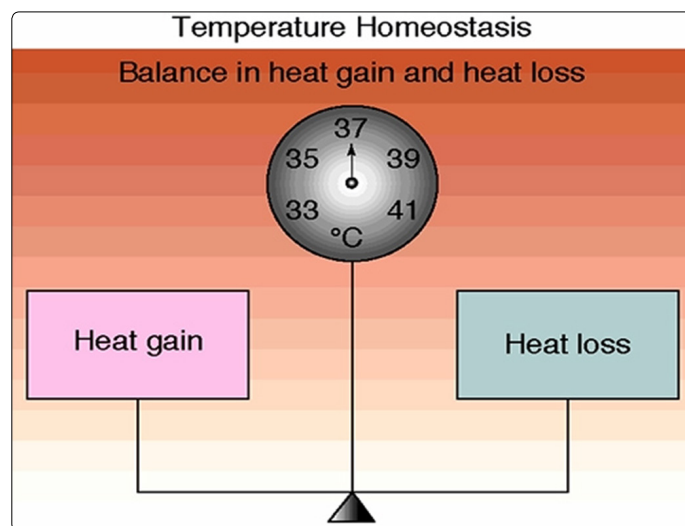 Temperature Homeostasis
Balance in heat gain and heat loss
37
35 39
33 41
°C
Heat gain
Heat loss